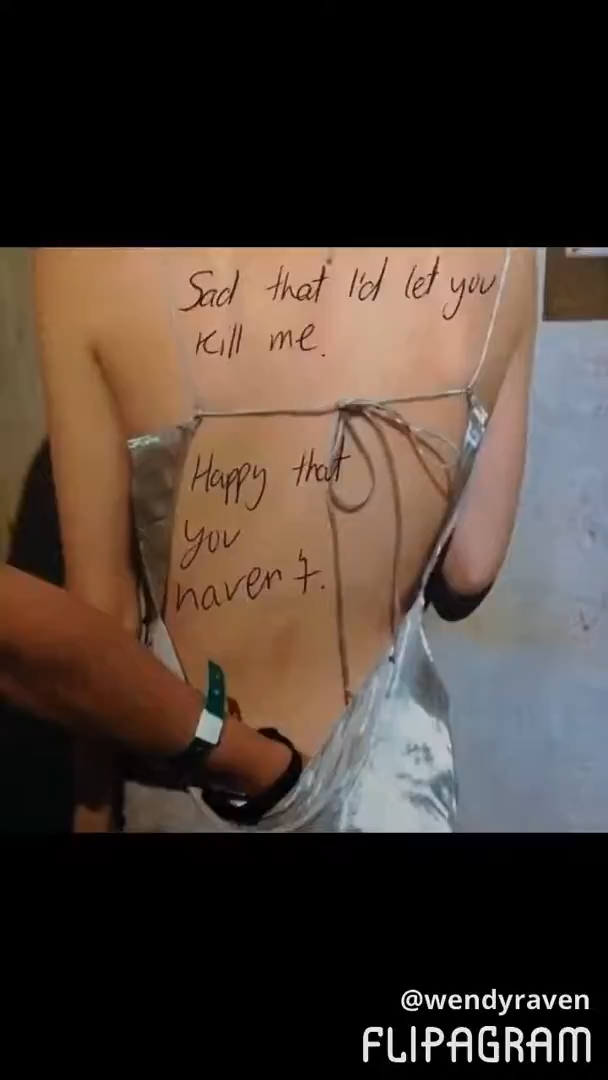 Sad that I'd let you
Kill me.
Happy that
you
haven't.
@wendyraven
FLIPAGRAM